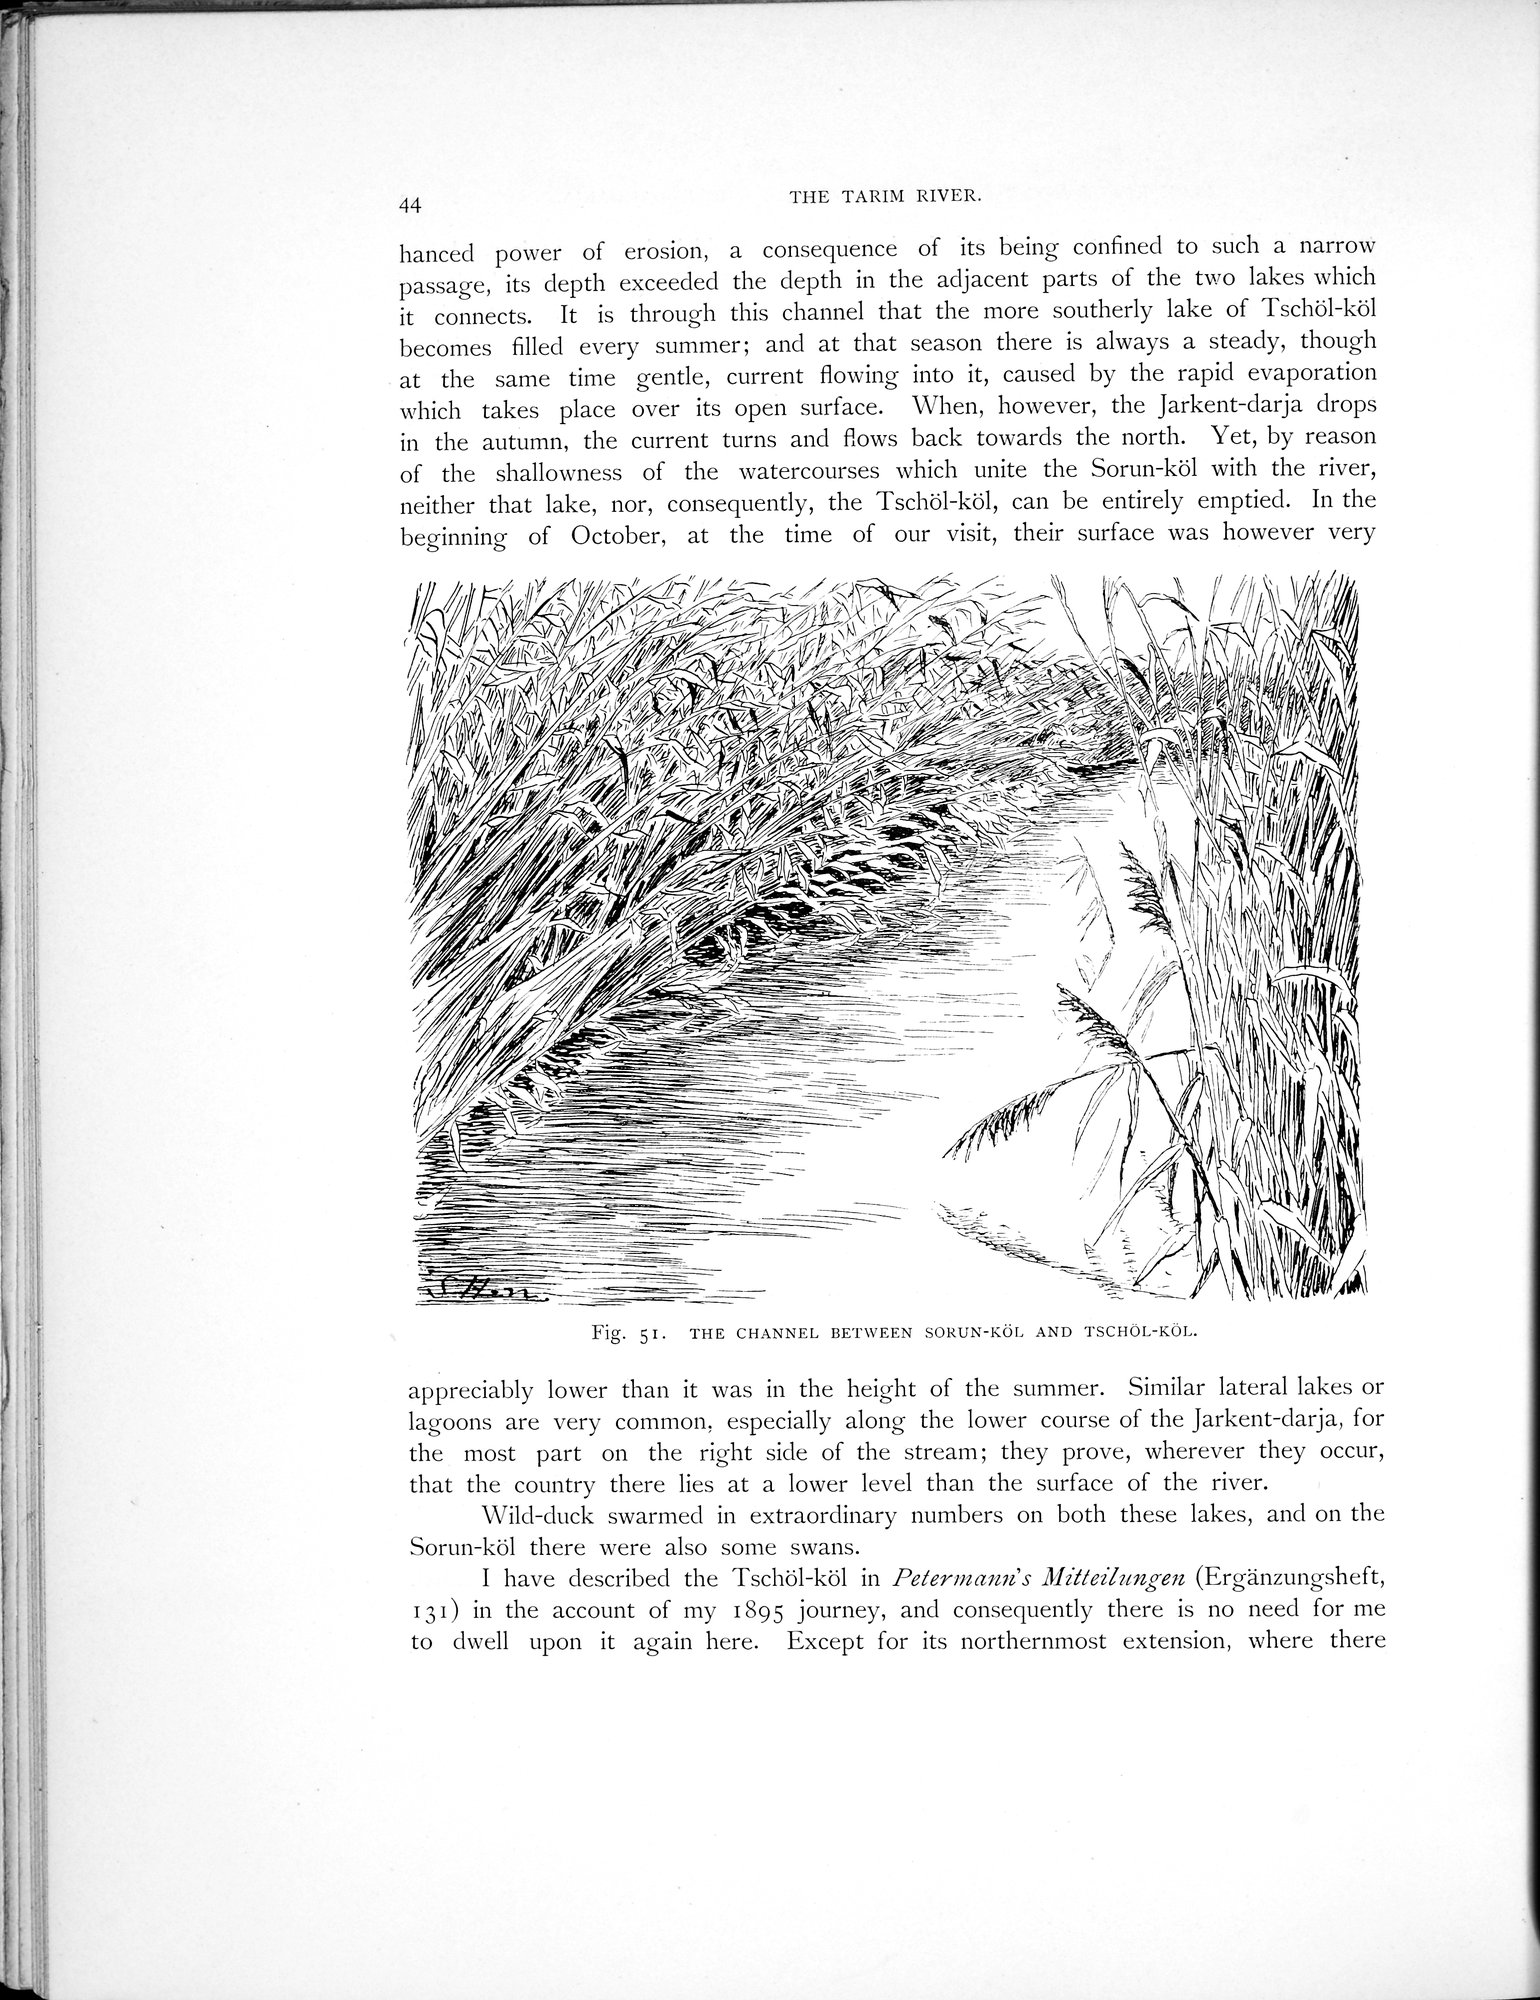 44
THE TARIM RIVER.
hanced power of erosion, a consequence of its being confined to such a narrow
passage, its depth exceeded the depth in the adjacent parts of the two lakes which
it connects. It is through this channel that the more southerly lake of Tschöl-köl
becomes filled every summer; and at that season there is always a steady, though
at the same time gentle, current flowing into it, caused by the rapid evaporation
which takes place over its open surface. When, however, the Jarkent-darja drops
in the autumn, the current turns and flows back towards the north. Yet, by reason
of the shallowness of the watercourses which unite the Sorun-köl with the river,
neither that lake, nor, consequently, the Tschöl-köl, can be entirely emptied. In the
beginning of October, at the time of our visit, their surface was however very
Fig. 51. THE CHANNEL BETWEEN SORUN-KÖL AND TSCHÖL-KÖL.
appreciably lower than it was in the height of the summer. Similar lateral lakes or
lagoons are very common, especially along the lower course of the Jarkent-darja, for
the most part on the right side of the stream; they prove, wherever they occur,
that the country there lies at a lower level than the surface of the river.
Wild-duck swarmed in extraordinary numbers on both these lakes, and on the
Sorun-köl there were also some swans.
I have described the Tschöl-köl in Petermann's Mitteilungen (Ergänzungsheft,
131) in the account of my 1895 journey, and consequently there is no need for me
to dwell upon it again here. Except for its northernmost extension, where there